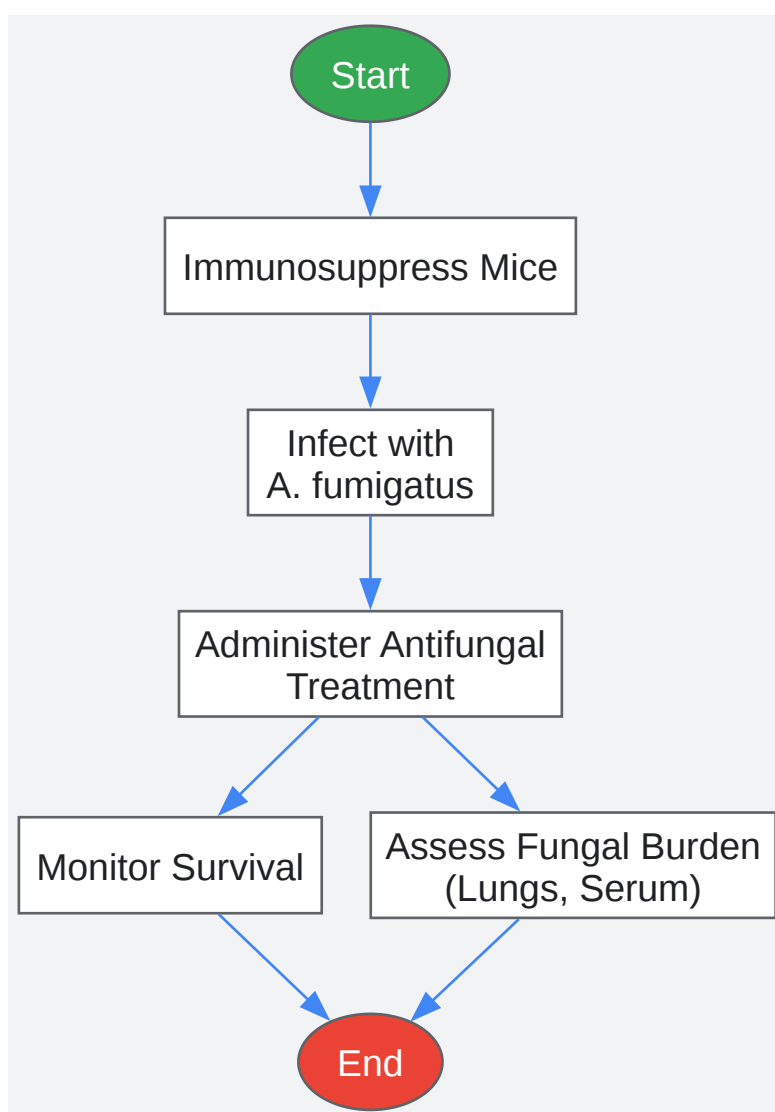 Start
Immunosuppress Mice
Infect with
A. fumigatus
Administer Antifungal
Treatment
Monitor Survival
Assess Fungal Burden
(Lungs, Serum)
End